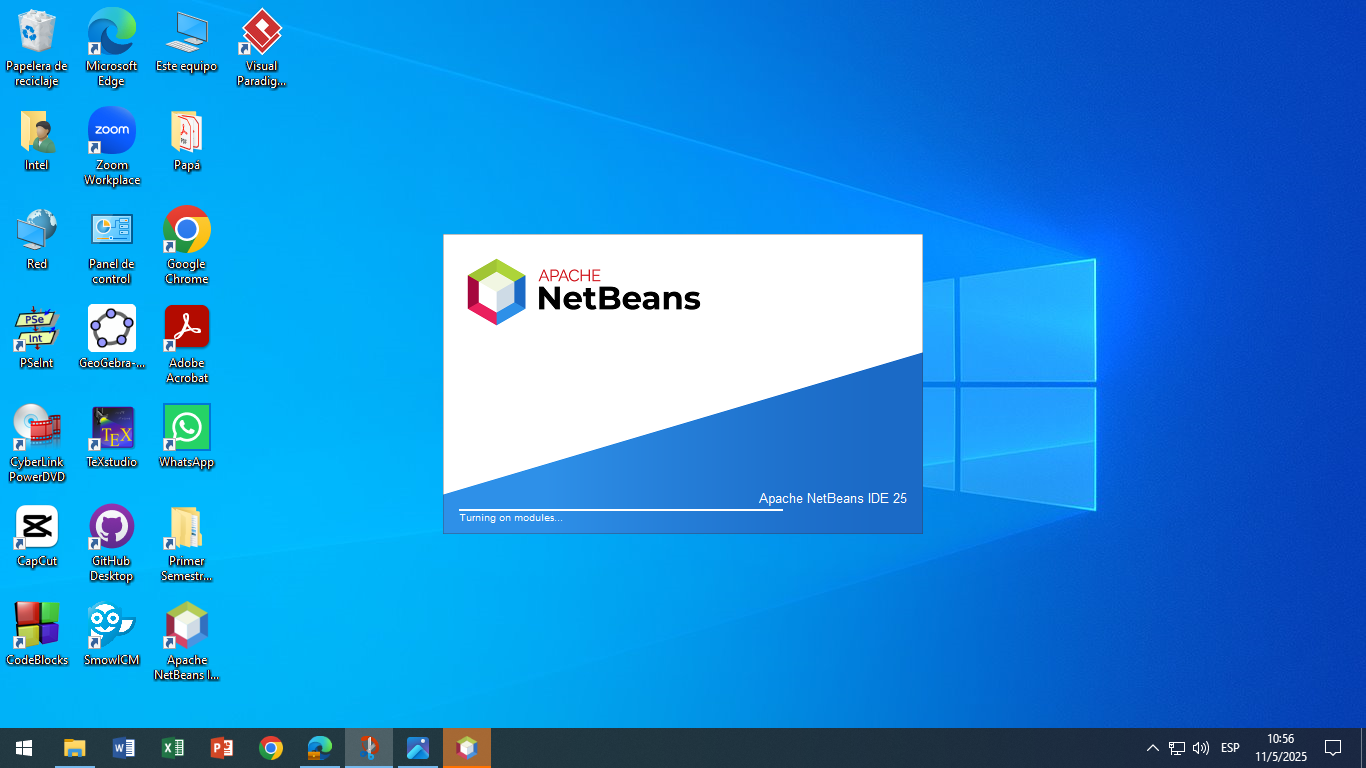 Papelera de
reciclaje
Microsoft
Edge
Este equipo
Visual
Paradig...
Intel
zoom
Zoom
Workplace
PDF
Papá
Red
Panel de
control
Google
Chrome
PSe
Int
PSeInt
GeoGebra-...
Adobe
Acrobat
CyberLink
PowerDVD
TEX
TeXstudio
WhatsApp
CapCut
GitHub
Desktop
Primer
Semestr...
CodeBlocks
SmowlCM
Apache
NetBeans I...
APACHE
NetBeans
Apache NetBeans IDE 25
Turning on modules...
ESP
10:56
11/5/2025